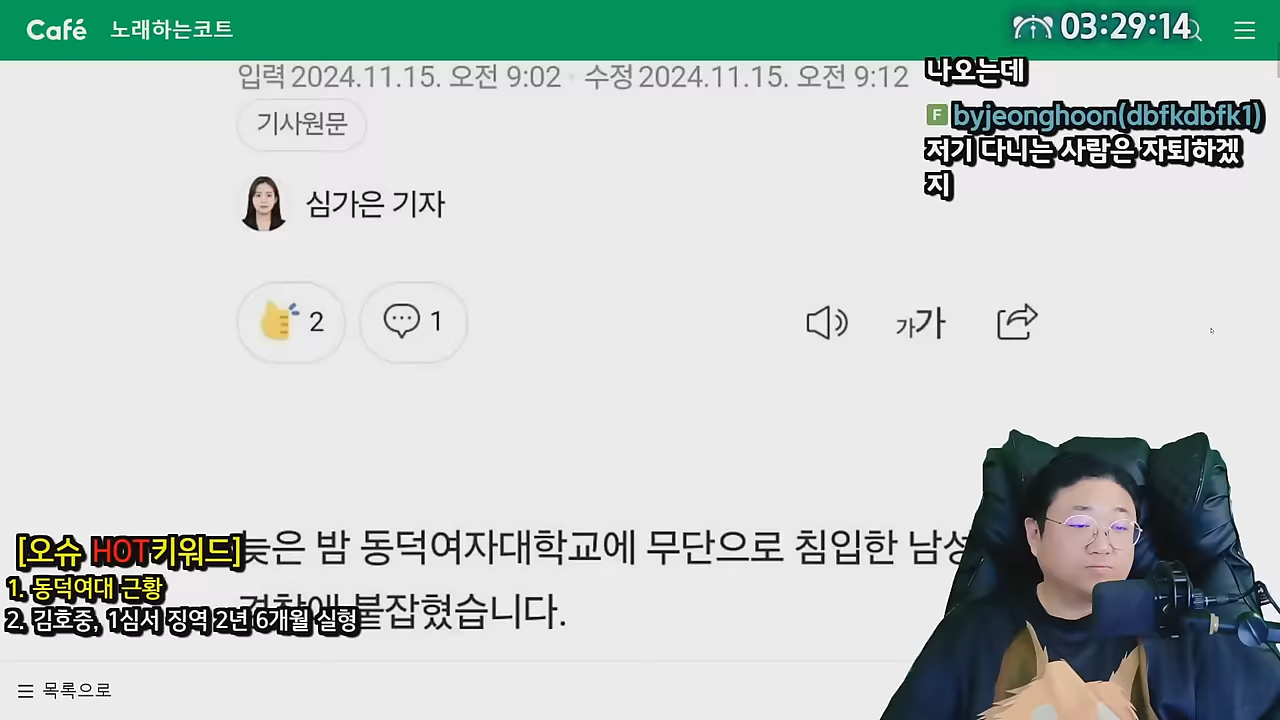 Café 노래하는코트
03:29:14
입력 2024.11.15. 오전 9:02 · 수정 2024.11.15. 오전 9:12
나오는데
기사원문
F byjeonghoon(dbfkdbfk1)
저기 다니는 사람은 자퇴하겠
지
심가은 기자
2
1
가가
늦은 밤 동덕여자대학교에 무단으로 침입한
붙잡혔습니다.
[오슈 HOT키워드]
1. 동덕여대 근황
2. 김호중, 1심서 징역 2년 6개월 실형
목록으로